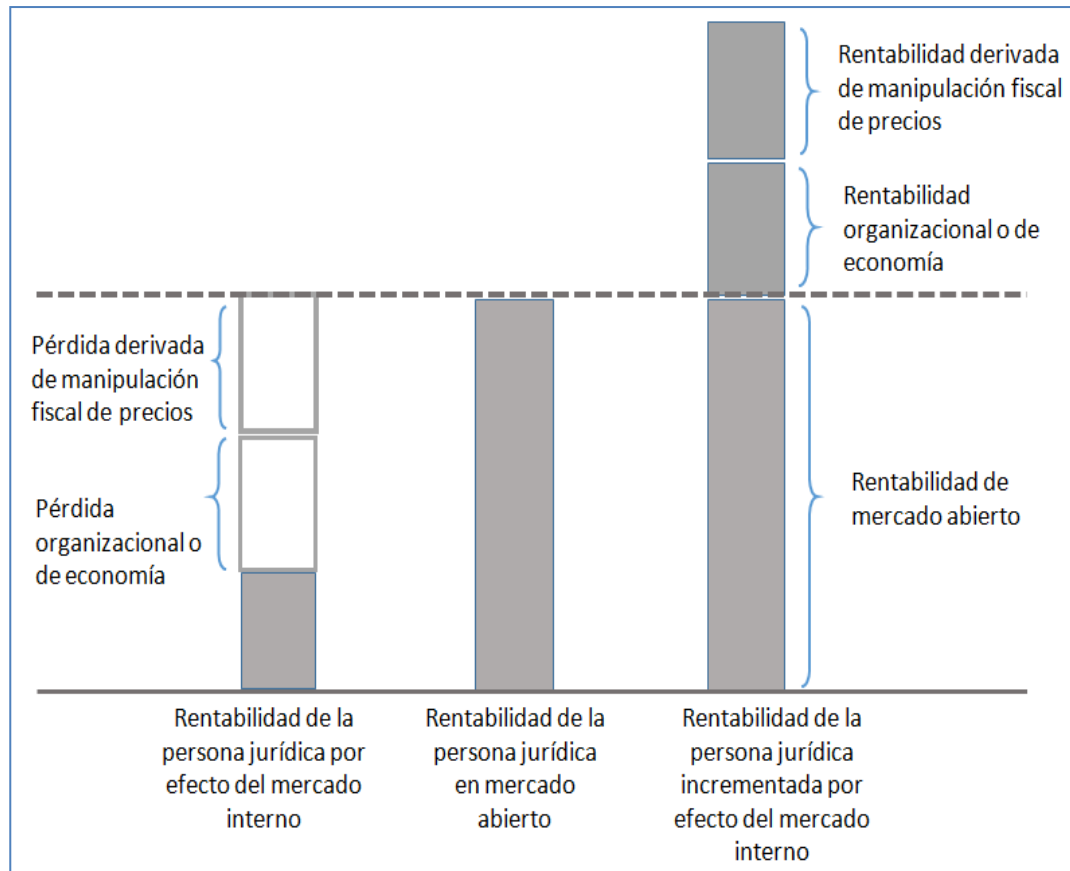 Rentabilidad derivada
de manipulación fiscal
de precios
Rentabilidad
organizacional o de
economía
Pérdida derivada
de manipulación
fiscal de precios
Pérdida
organizacional o
de economía
Rentabilidad de
mercado abierto
Rentabilidad de la
persona jurídica por
efecto del mercado
interno
Rentabilidad de la
persona jurídica
en mercado
abierto
Rentabilidad de la
persona jurídica
incrementada por
efecto del mercado
interno